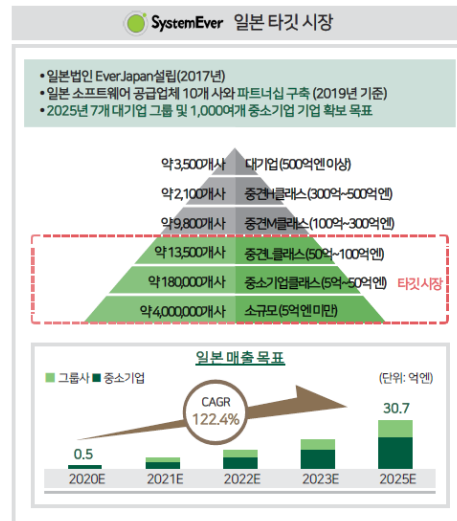 SystemEver 일본 타깃 시장
• 일본법인 EverJapan설립(2017년)
• 일본 소프트웨어 공급업체 10개 사와 파트너십 구축 (2019년 기준)
• 2025년 7개 대기업 그룹 및 1,000여개 중소기업 기업 확보 목표
약3,500개사 대기업(500억엔이상)
약2,100개사 중견H클래스(300억~500억엔)
약9,800개사 중견M클래스(100억~300억엔)
약13,500개사 중견L클래스(50억~100억엔)
약180,000개사 중소기업클래스(5억~50억엔) 타깃시장
약4,000,000개사 소규모(5억엔 미만)
일본 매출 목표
그룹사 중소기업 (단위: 억엔)
CAGR
122.4%
30.7
0.5
2020E 2021E 2022E 2023E 2025E